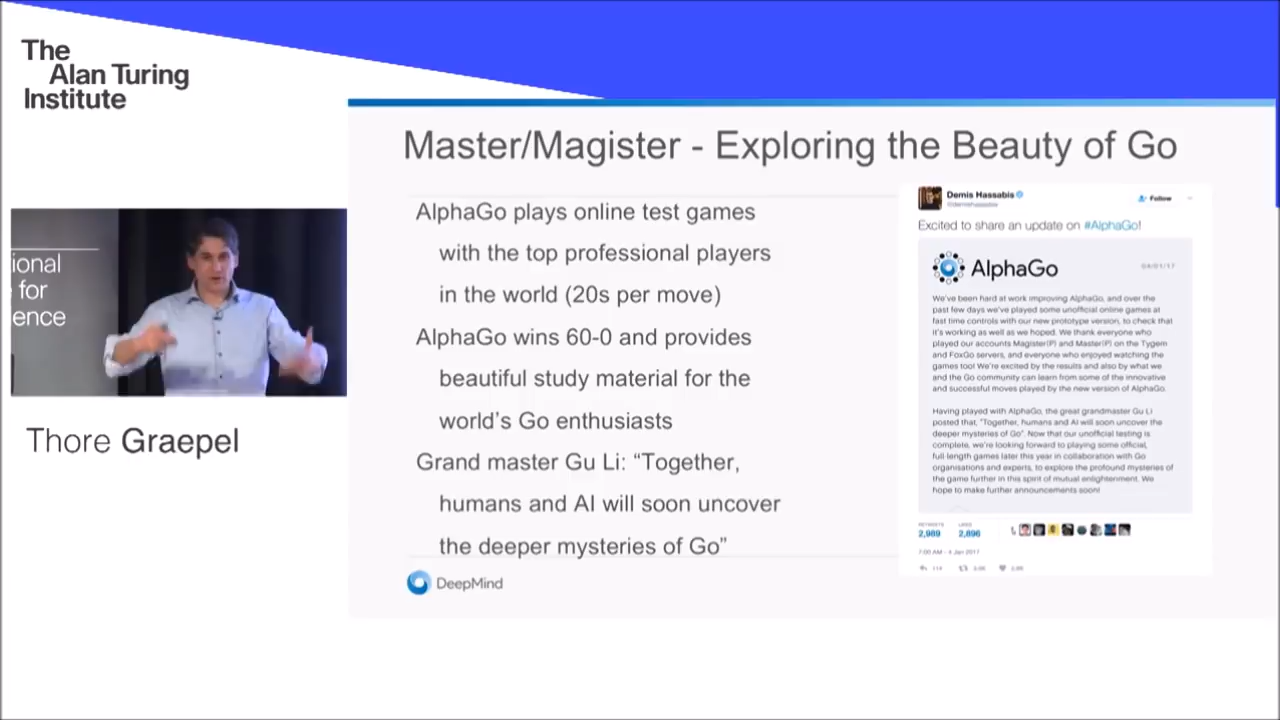 The
Alan Turing
Institute
ional
for
ence
Thore Graepel
Master/Magister - Exploring the Beauty of Go
AlphaGo plays online test games
with the top professional players
in the world (20s per move)
AlphaGo wins 60-0 and provides
beautiful study material for the
world's Go enthusiasts
Grand master Gu Li: “Together,
humans and AI will soon uncover
the deeper mysteries of Go”
DeepMind
Demis Hassabis
@demishassabis
Follow
Excited to share an update on #AlphaGo!
AlphaGo
04/01/17
We've been hard at work improving AlphaGo, and over the
past few days we've played some unofficial online games at
fast time controls with our new prototype version, to check that
it's working as well as we hoped. We thank everyone who
played our accounts Magister(P) and Master(P) on the Tygem
and FoxGo servers, and everyone who enjoyed watching the
games too! We're excited by the results and also by what we
and the Go community can learn from some of the innovative
and successful moves played by the new version of AlphaGo.
Having played with AlphaGo, the great grandmaster Gu Li
posted that, "Together, humans and AI will soon uncover the
deeper mysteries of Go". Now that our unofficial testing is
complete, we're looking forward to playing some official,
full-length games later this year in collaboration with Go
organisations and experts, to explore the profound mysteries of
the game further in this spirit of mutual enlightenment. We
hope to make further announcements soon!
RETWEETS LIKES
2,989 2,896
7:00 AM - 4 Jan 2017
114